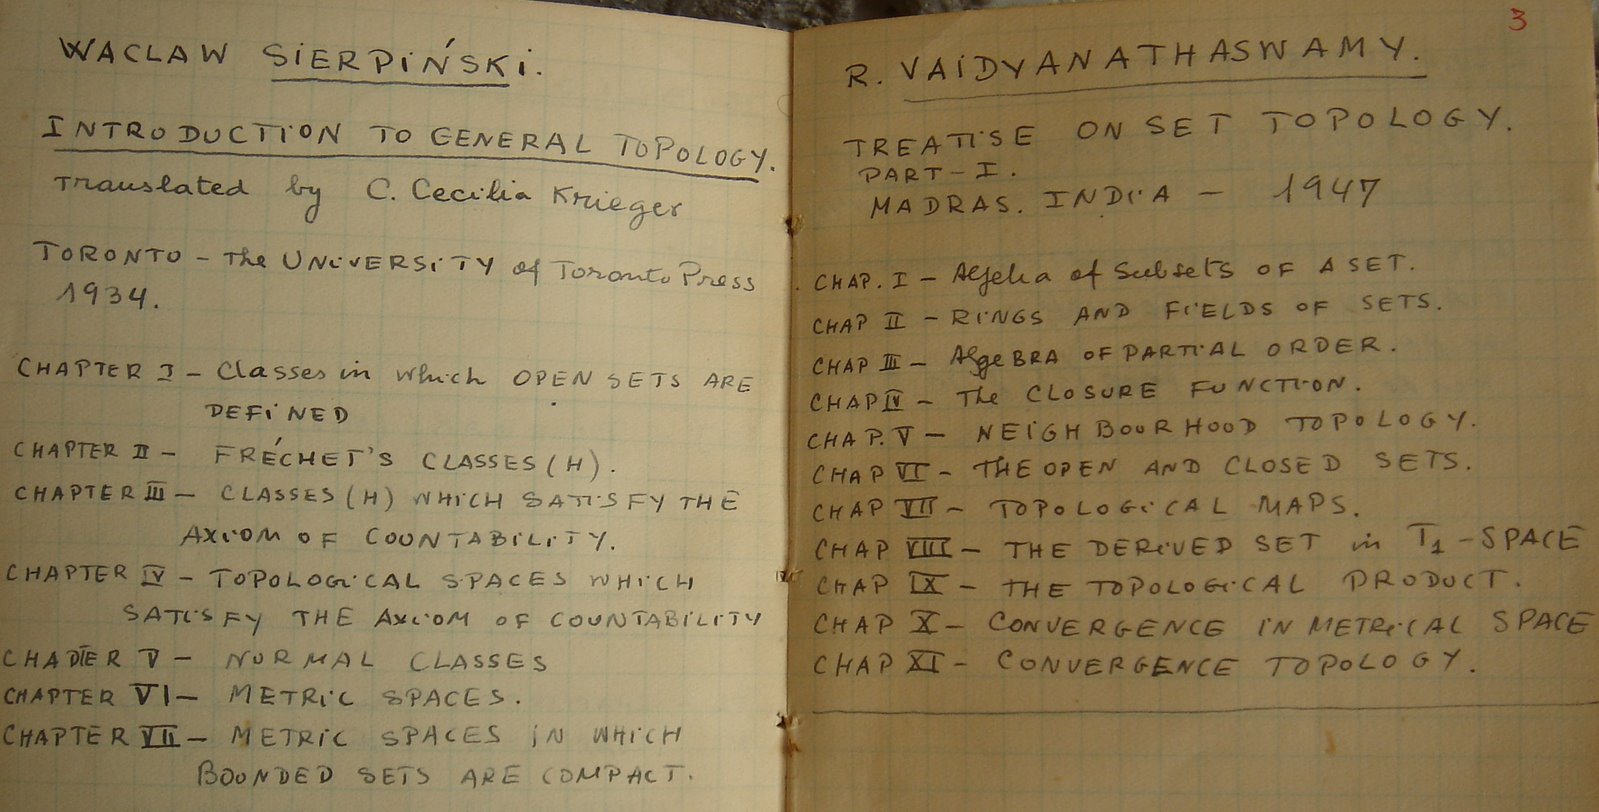 WACLAW SIERPIŃSKI.
INTRODUCTION TO GENERAL TOPOLOGY.
Translated by C. Cecilia Krieger
TORONTO - The UNIVERSITY of Toronto Press
1934.
CHAPTER I - Classes in which OPEN SETS ARE
DEFINED
CHAPTER II - FRÉCHET'S CLASSES (H).
CHAPTER III - CLASSES (H) WHICH SATISFY THE
AXIOM OF COUNTABILITY.
CHAPTER IV - TOPOLOGICAL SPACES WHICH
SATISFY THE AXIOM OF COUNTABILITY
CHAPTER V - NORMAL CLASSES
CHAPTER VI - METRIC SPACES.
CHAPTER VII - METRIC SPACES IN WHICH
BOUNDED SETS ARE COMPACT.
3
R. VAIDYANATHASWAMY.
TREATISE ON SET TOPOLOGY.
PART - I.
MADRAS. INDIA - 1947
CHAP. I - Algebra of Subsets OF A SET.
CHAP II - RINGS AND FIELDS OF SETS.
CHAP III - AlgeBRA OF PARTIAL ORDER.
CHAP IV - The CLOSURE FUNCTION.
CHAP. V - NEIGHBOURHOOD TOPOLOGY.
CHAP VI - THE OPEN AND CLOSED SETS.
CHAP VII - TOPOLOGICAL MAPS.
CHAP VIII - THE DERIVED SET in T1 - SPACE
CHAP IX - THE TOPOLOGICAL PRODUCT.
CHAP X - CONVERGENCE IN METRICAL SPACE
CHAP XI - CONVERGENCE TOPOLOGY.